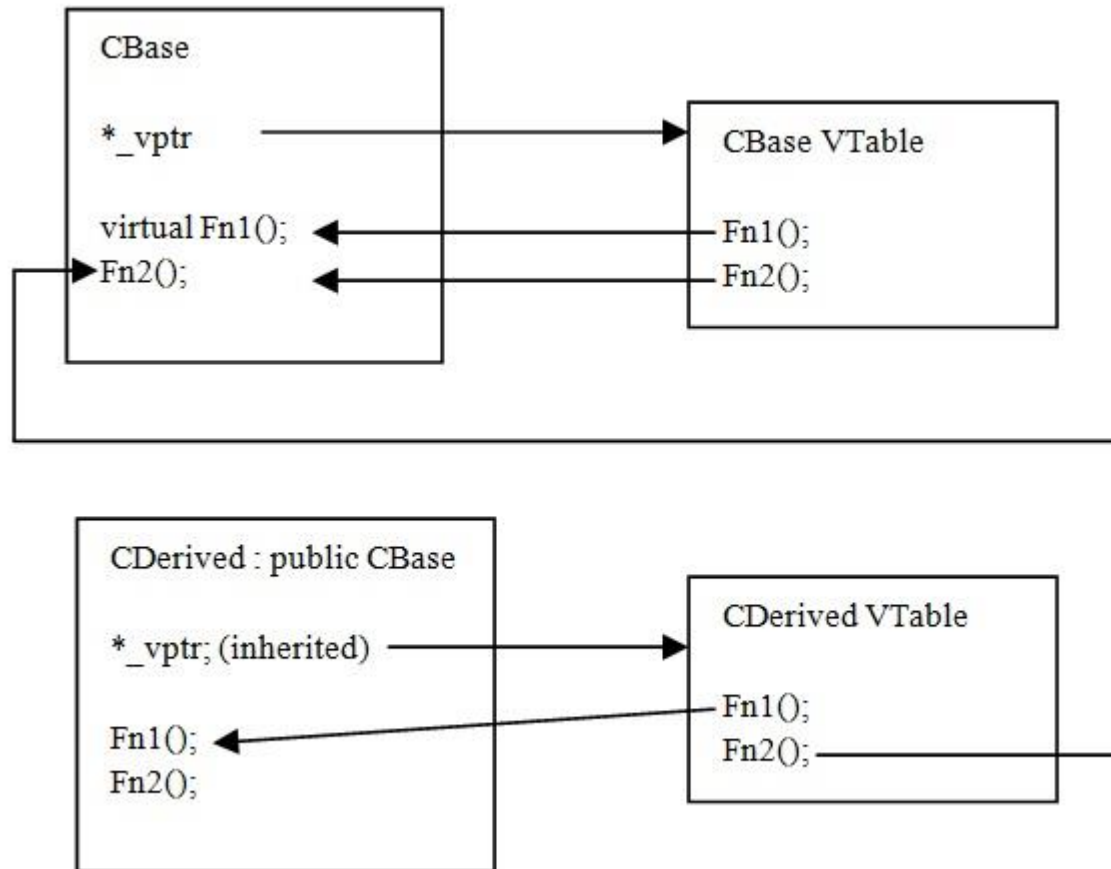 CBase
*_vptr
virtual Fn1();
Fn2();
CBase VTable
Fn1();
Fn2();
CDerived : public CBase
*_vptr; (inherited)
Fn1();
Fn2();
CDerived VTable
Fn1();
Fn2();